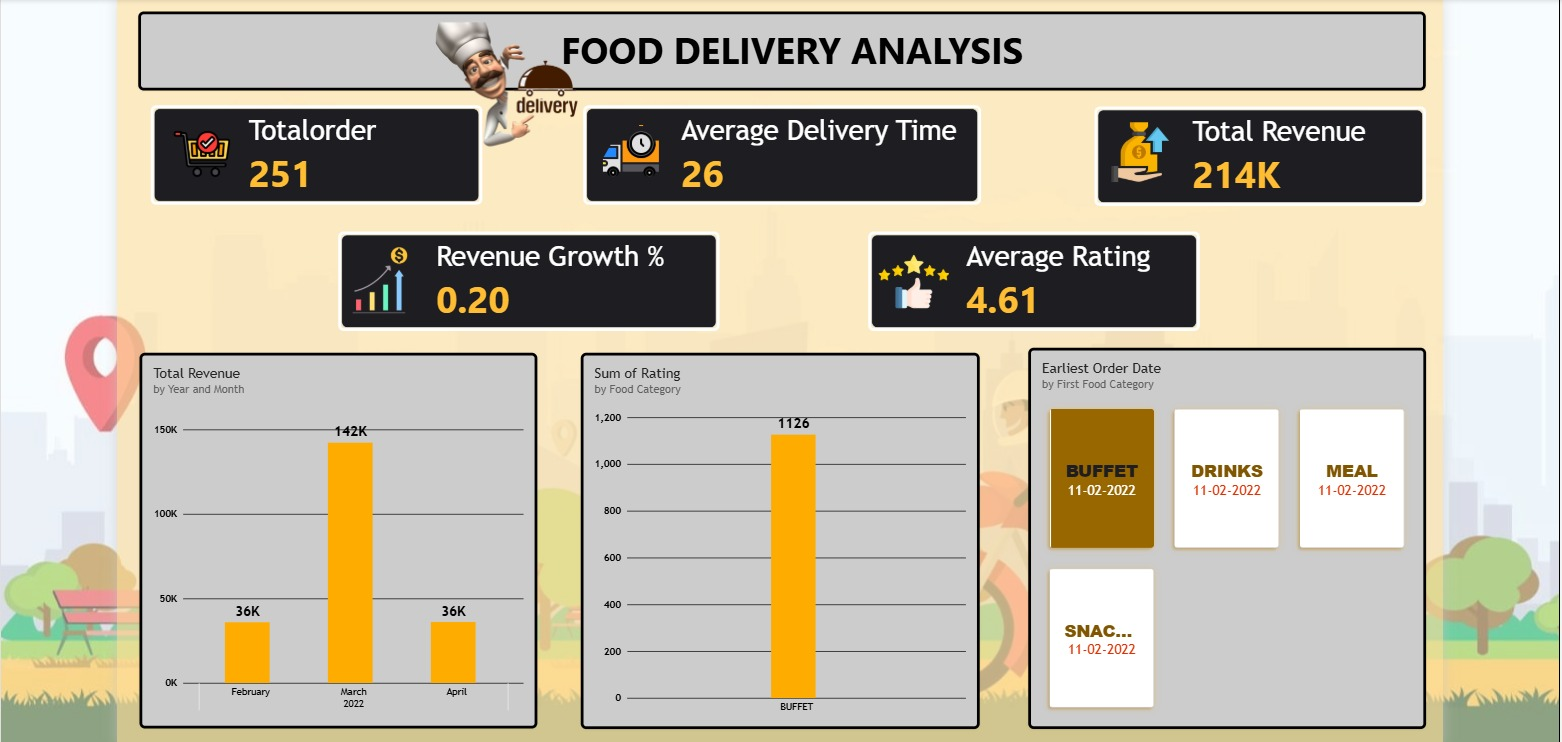 FOOD DELIVERY ANALYSIS
delivery
Totalorder
251
Average Delivery Time
26
Total Revenue
214K
Revenue Growth %
0.20
Average Rating
4.61
Total Revenue
by Year and Month
150K
100K
50K
0K
142K
36K
36K
February
March
April
2022
Sum of Rating
by Food Category
1,200
1,000
800
600
400
200
0
1126
BUFFET
Earliest Order Date
by First Food Category
BUFFET
11-02-2022
DRINKS
11-02-2022
MEAL
11-02-2022
SNAC...
11-02-2022